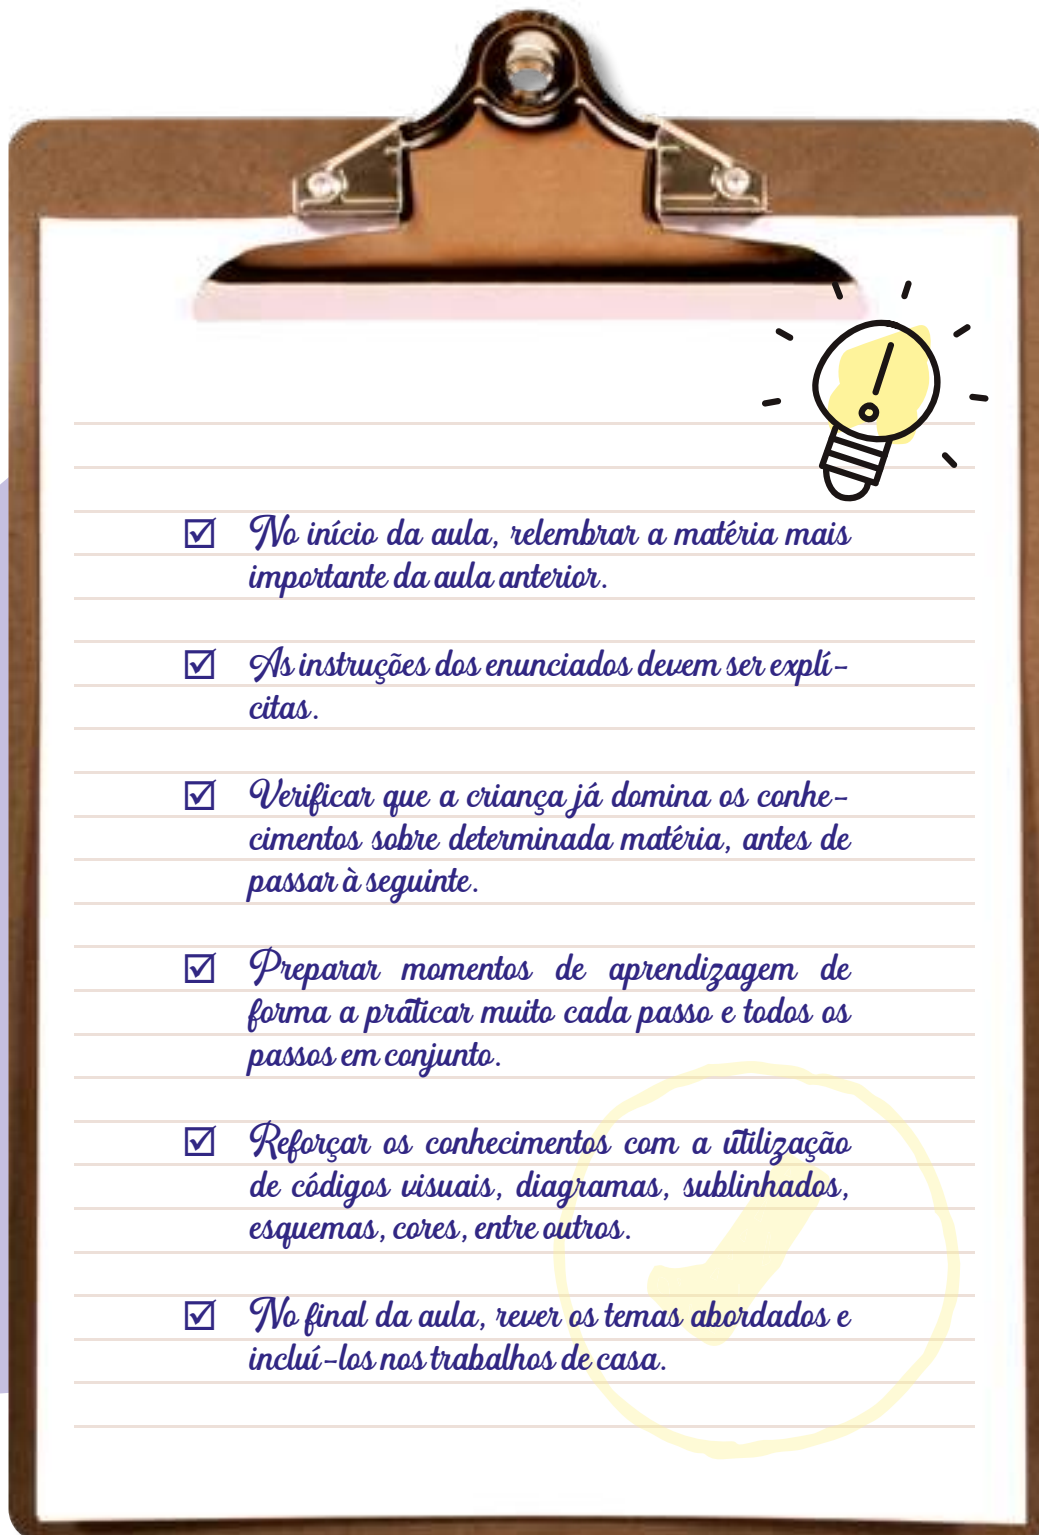 ☑ No início da aula, relembrar a matéria mais
importante da aula anterior.
☑ As instruções dos enunciados devem ser explí-
citas.
☑ Verificar que a criança já domina os conhe-
cimentos sobre determinada matéria, antes de
passar à seguinte.
☑ Preparar momentos de aprendizagem de
forma a praticar muito cada passo e todos os
passos em conjunto.
☑ Reforçar os conhecimentos com a utilização
de códigos visuais, diagramas, sublinhados,
esquemas, cores, entre outros.
☑ No final da aula, rever os temas abordados e
incluí-los nos trabalhos de casa.